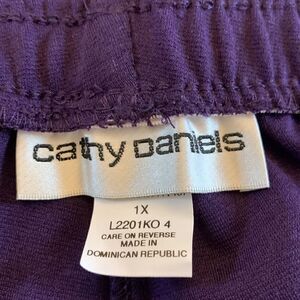 cathy daniels
1X
L2201KO 4
CARE ON REVERSE
MADE IN
DOMINICAN REPUBLIC